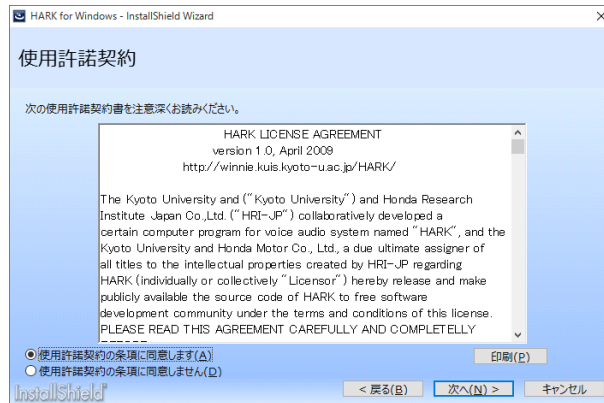 HARK for Windows - InstallShield Wizard
使用許諾契約
次の使用許諾契約書を注意深くお読みください。
HARK LICENSE AGREEMENT
version 1.0, April 2009
http://winnie.kuis.kyoto-u.ac.jp/HARK/
The Kyoto University and ("Kyoto University") and Honda Research
Institute Japan Co.,Ltd. ("HRI-JP") collaboratively developed a
certain computer program for voice audio system named "HARK", and the
Kyoto University and Honda Motor Co., Ltd., a due ultimate assigner of
all titles to the intellectual properties created by HRI-JP regarding
HARK (individually or collectively "Licensor") hereby release and make
publicly available the source code of HARK to free software
development community under the terms and conditions of this license.
PLEASE READ THIS AGREEMENT CAREFULLY AND COMPLETELLY
使用許諾契約の条項に同意します(A)
印刷(P)
使用許諾契約の条項に同意しません(D)
InstallShield
< 戻る(B)
次へ(N) >
キャンセル